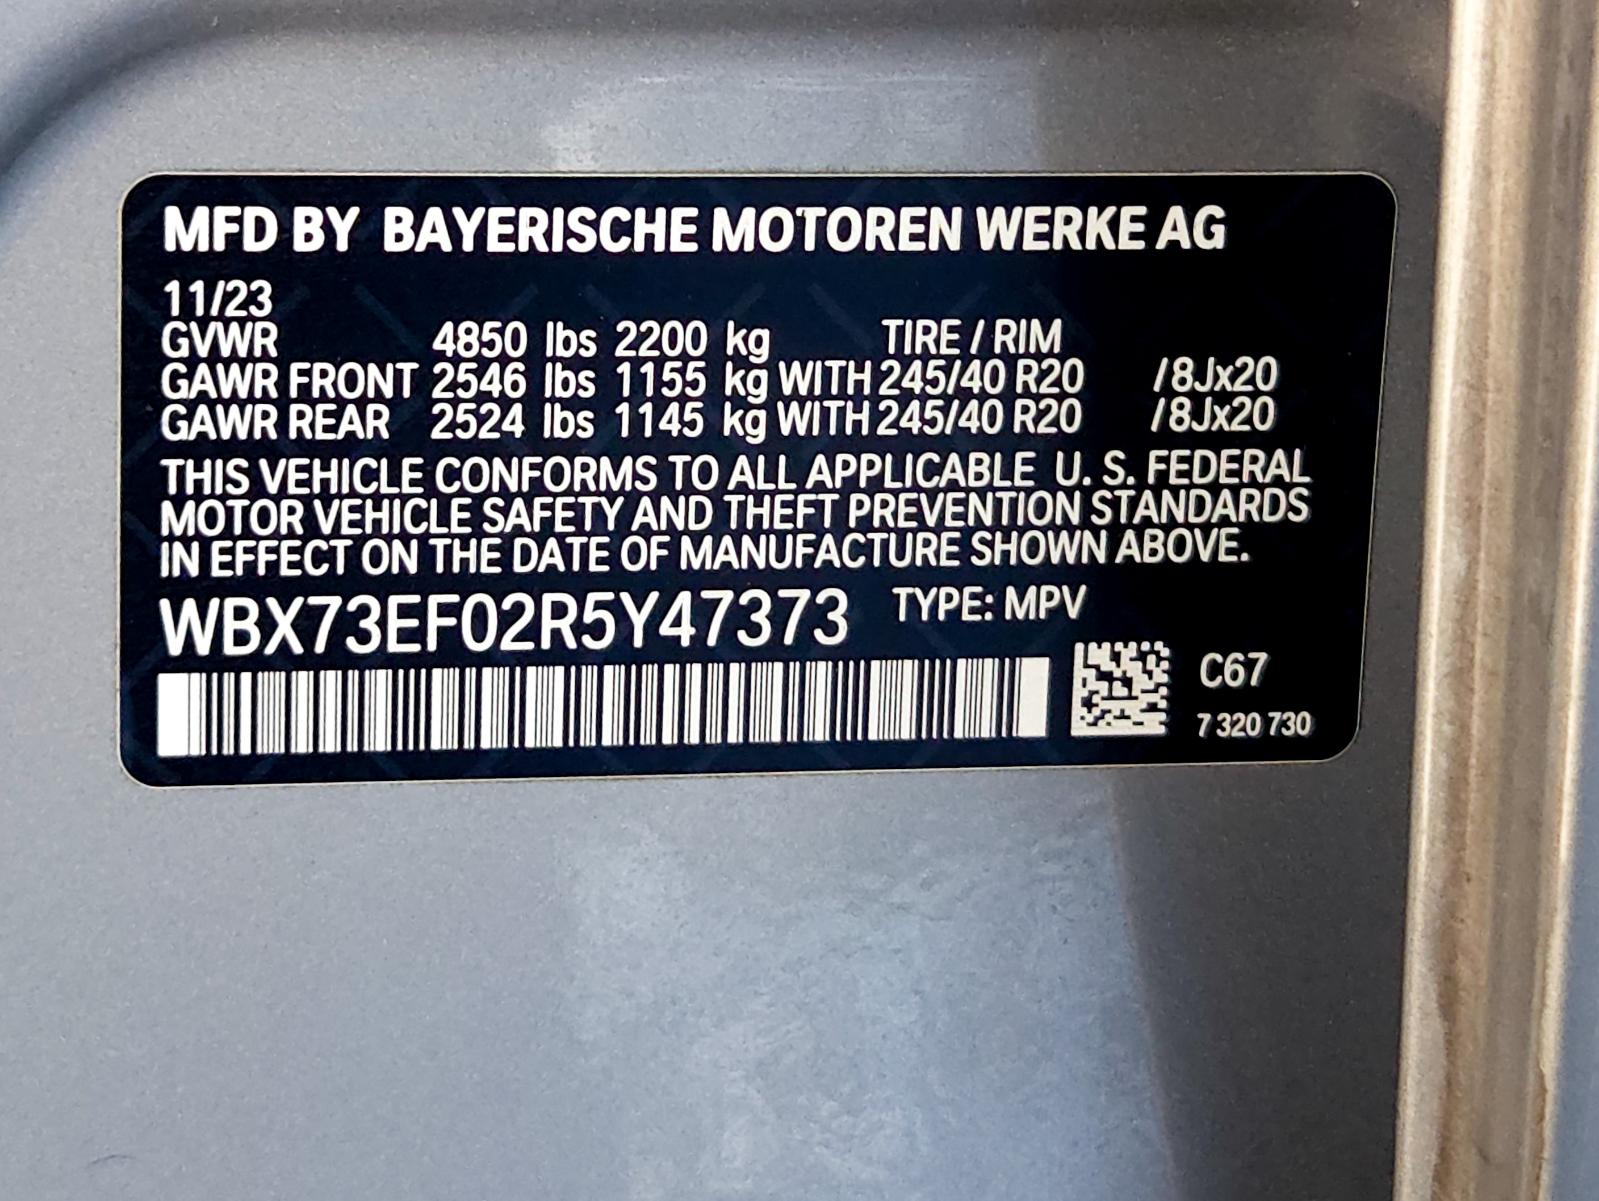 MFD BY BAYERISCHE MOTOREN WERKE AG
11/23
GVWR 4850 lbs 2200 kg TIRE / RIM
GAWR FRONT 2546 lbs 1155 kg WITH 245/40 R20 /8Jx20
GAWR REAR 2524 lbs 1145 kg WITH 245/40 R20 /8Jx20
THIS VEHICLE CONFORMS TO ALL APPLICABLE U. S. FEDERAL
MOTOR VEHICLE SAFETY AND THEFT PREVENTION STANDARDS
IN EFFECT ON THE DATE OF MANUFACTURE SHOWN ABOVE.
WBX73EF02R5Y47373 TYPE: MPV
C67
7 320 730